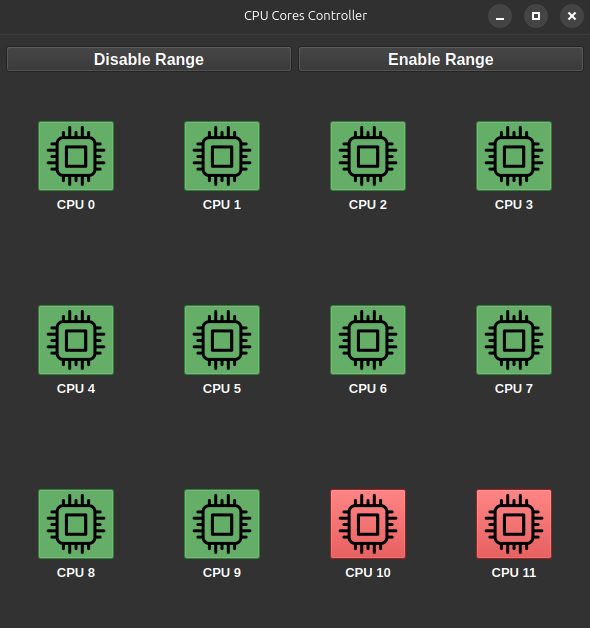 CPU Cores Controller
Disable Range Enable Range
CPU 0 CPU 1 CPU 2 CPU 3
CPU 4 CPU 5 CPU 6 CPU 7
CPU 8 CPU 9 CPU 10 CPU 11